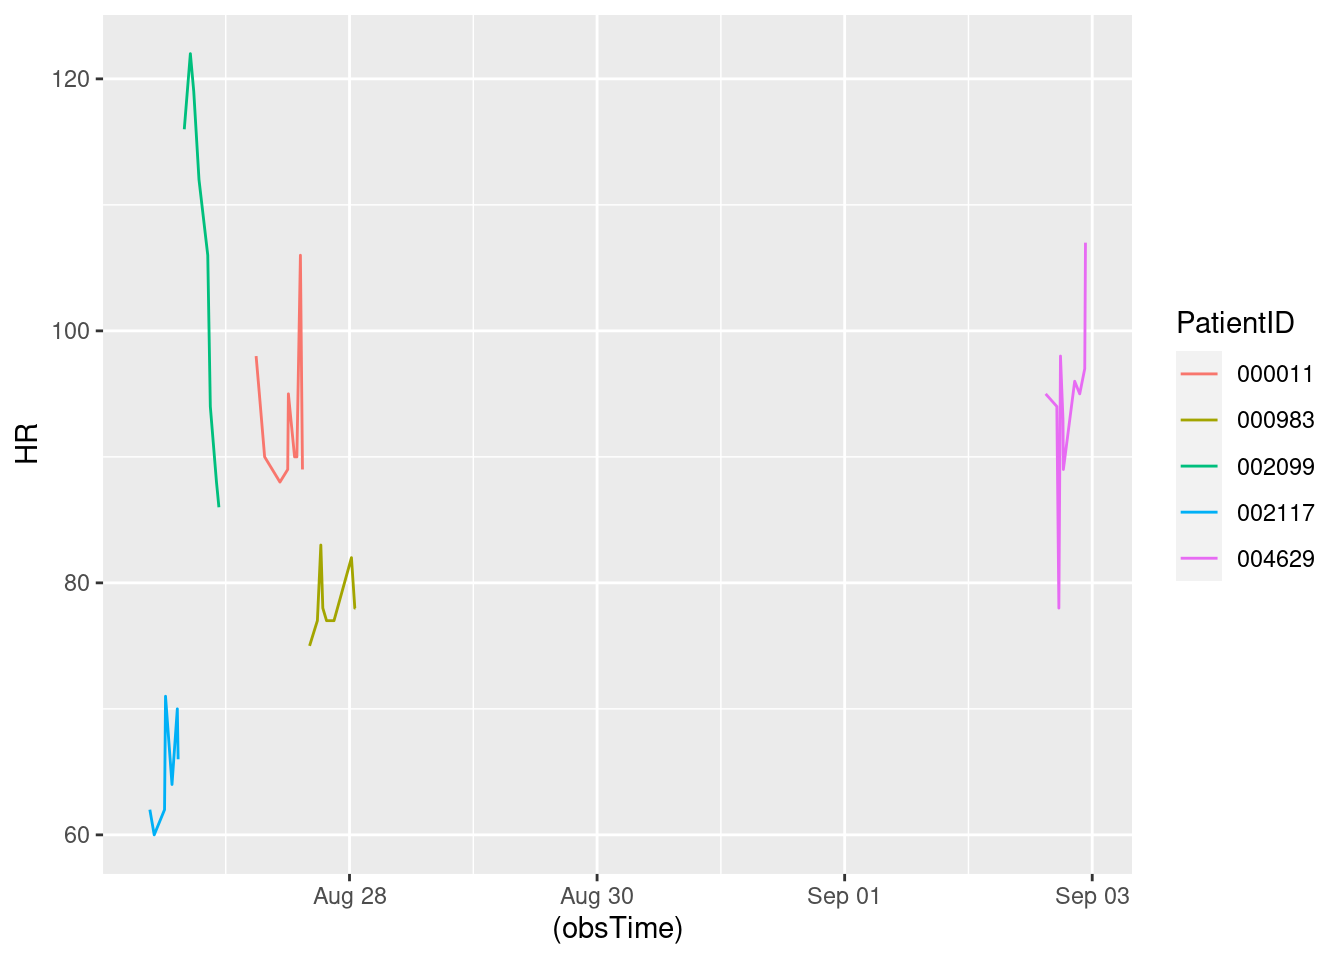 120
100
80
60
HR
Aug 28
Aug 30
Sep 01
Sep 03
(obsTime)
PatientID
000011
000983
002099
002117
004629